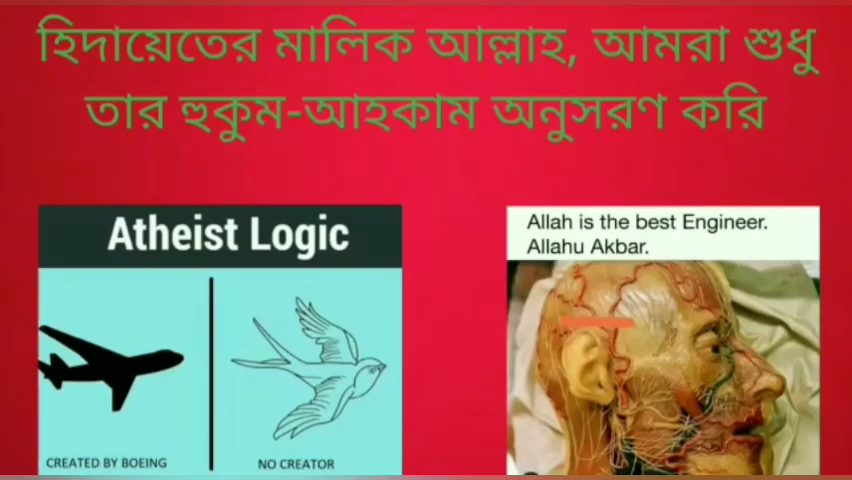 হিদায়েতের মালিক আল্লাহ, আমরা শুধু
তার হুকুম-আহকাম অনুসরণ করি
Atheist Logic
CREATED BY BOEING
NO CREATOR
Allah is the best Engineer.
Allahu Akbar.